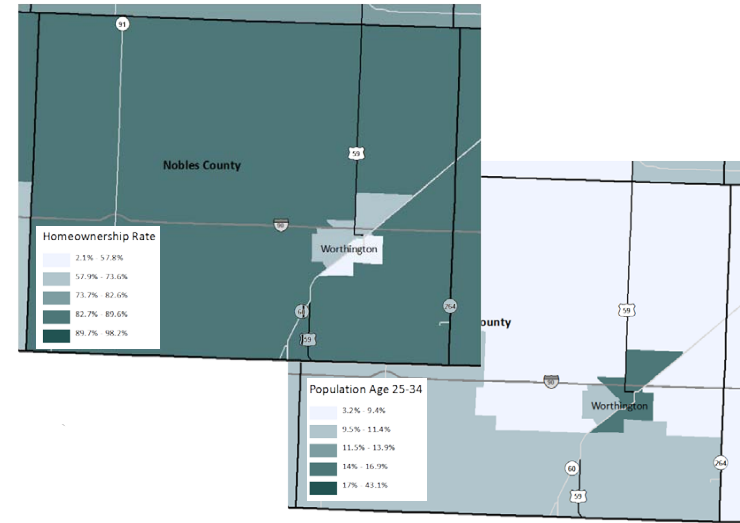 91
59
Nobles County
90
Worthington
Homeownership Rate
2.1% - 57.8%
57.9% - 73.6%
73.7% - 82.6%
82.7% - 89.6%
89.7% - 98.2%
60
59
264
ounty
59
90
Population Age 25-34
3.2% - 9.4%
9.5% - 11.4%
11.5% - 13.9%
14% - 16.9%
17% - 43.1%
Worthington
60
59
264